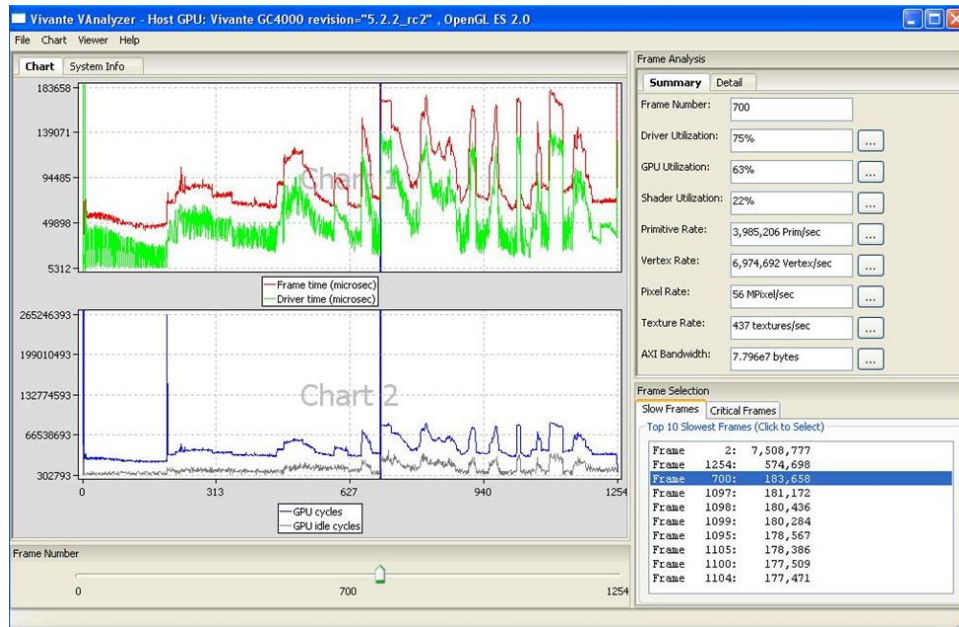 Vivante VAnalyzer - Host GPU: Vivante GC4000 revision="5.2.2_rc2" , OpenGL ES 2.0
File Chart Viewer Help
Chart System Info
183658
139071
94485
49898
5312
Chart 1
Frame time (microsec)
Driver time (microsec)
265246393
199010493
132774593
66538693
302793
Chart 2
0 313 627 940 1254
GPU cycles
GPU idle cycles
Frame Number
0 700 1254
Frame Analysis
Summary Detail
Frame Number: 700
Driver Utilization: 75% ...
GPU Utilization: 63% ...
Shader Utilization: 22% ...
Primitive Rate: 3,985,206 Prim/sec ...
Vertex Rate: 6,974,692 Vertex/sec ...
Pixel Rate: 56 MPixel/sec ...
Texture Rate: 437 textures/sec ...
AXI Bandwidth: 7.796e7 bytes ...
Frame Selection
Slow Frames Critical Frames
Top 10 Slowest Frames (Click to Select)
Frame 2: 7,508,777
Frame 1254: 574,698
Frame 700: 183,658
Frame 1097: 181,172
Frame 1098: 180,436
Frame 1099: 180,284
Frame 1095: 178,567
Frame 1105: 178,386
Frame 1100: 177,509
Frame 1104: 177,471